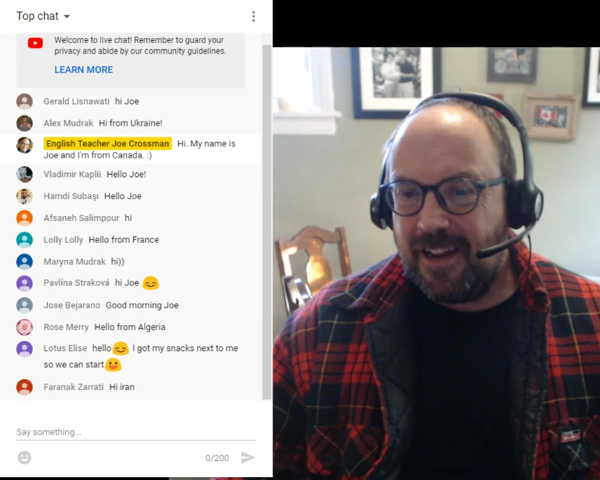 Top chat
Welcome to live chat! Remember to guard your
privacy and abide by our community guidelines.
LEARN MORE
Gerald Lisnawati hi Joe
Alex Mudrak Hi from Ukraine!
English Teacher Joe Crossman Hi. My name is
Joe and I'm from Canada. :)
Vladimir Kaplii Hello Joe!
Hamdi Subaşı Hello Joe
Afsaneh Salimpour hi
Lolly Lolly Hello from France
Maryna Mudrak hi))
Pavlína Straková hi Joe 😊
Jose Bejarano Good morning Joe
Rose Merry Hello from Algeria
Lotus Elise hello😊 I got my snacks next to me
so we can start😛
Faranak Zarrati Hi iran
Say something...
0/200